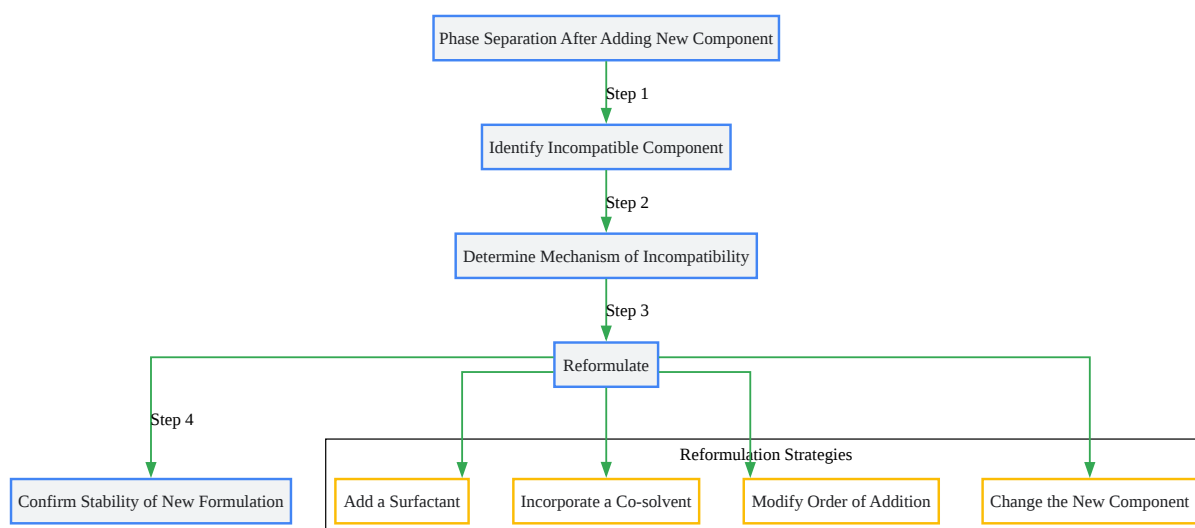 Phase Separation After Adding New Component
Step 1
Identify Incompatible Component
Step 2
Determine Mechanism of Incompatibility
Step 3
Reformulate
Step 4
Reformulation Strategies
Confirm Stability of New Formulation
Add a Surfactant
Incorporate a Co-solvent
Modify Order of Addition
Change the New Component